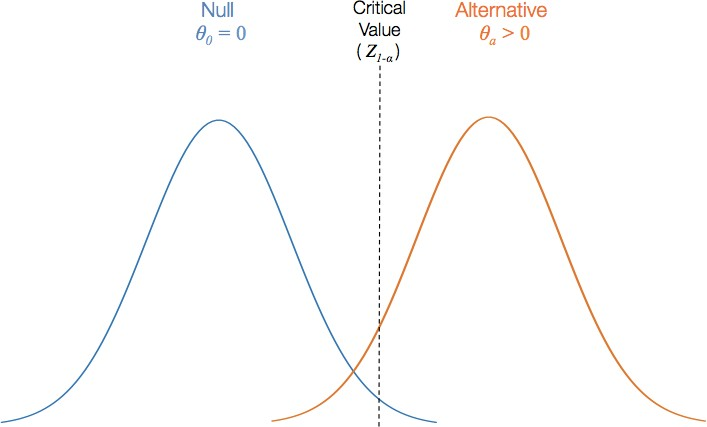 Null
θ0 = 0
Critical
Value
( Z1-α)
Alternative
θa > 0